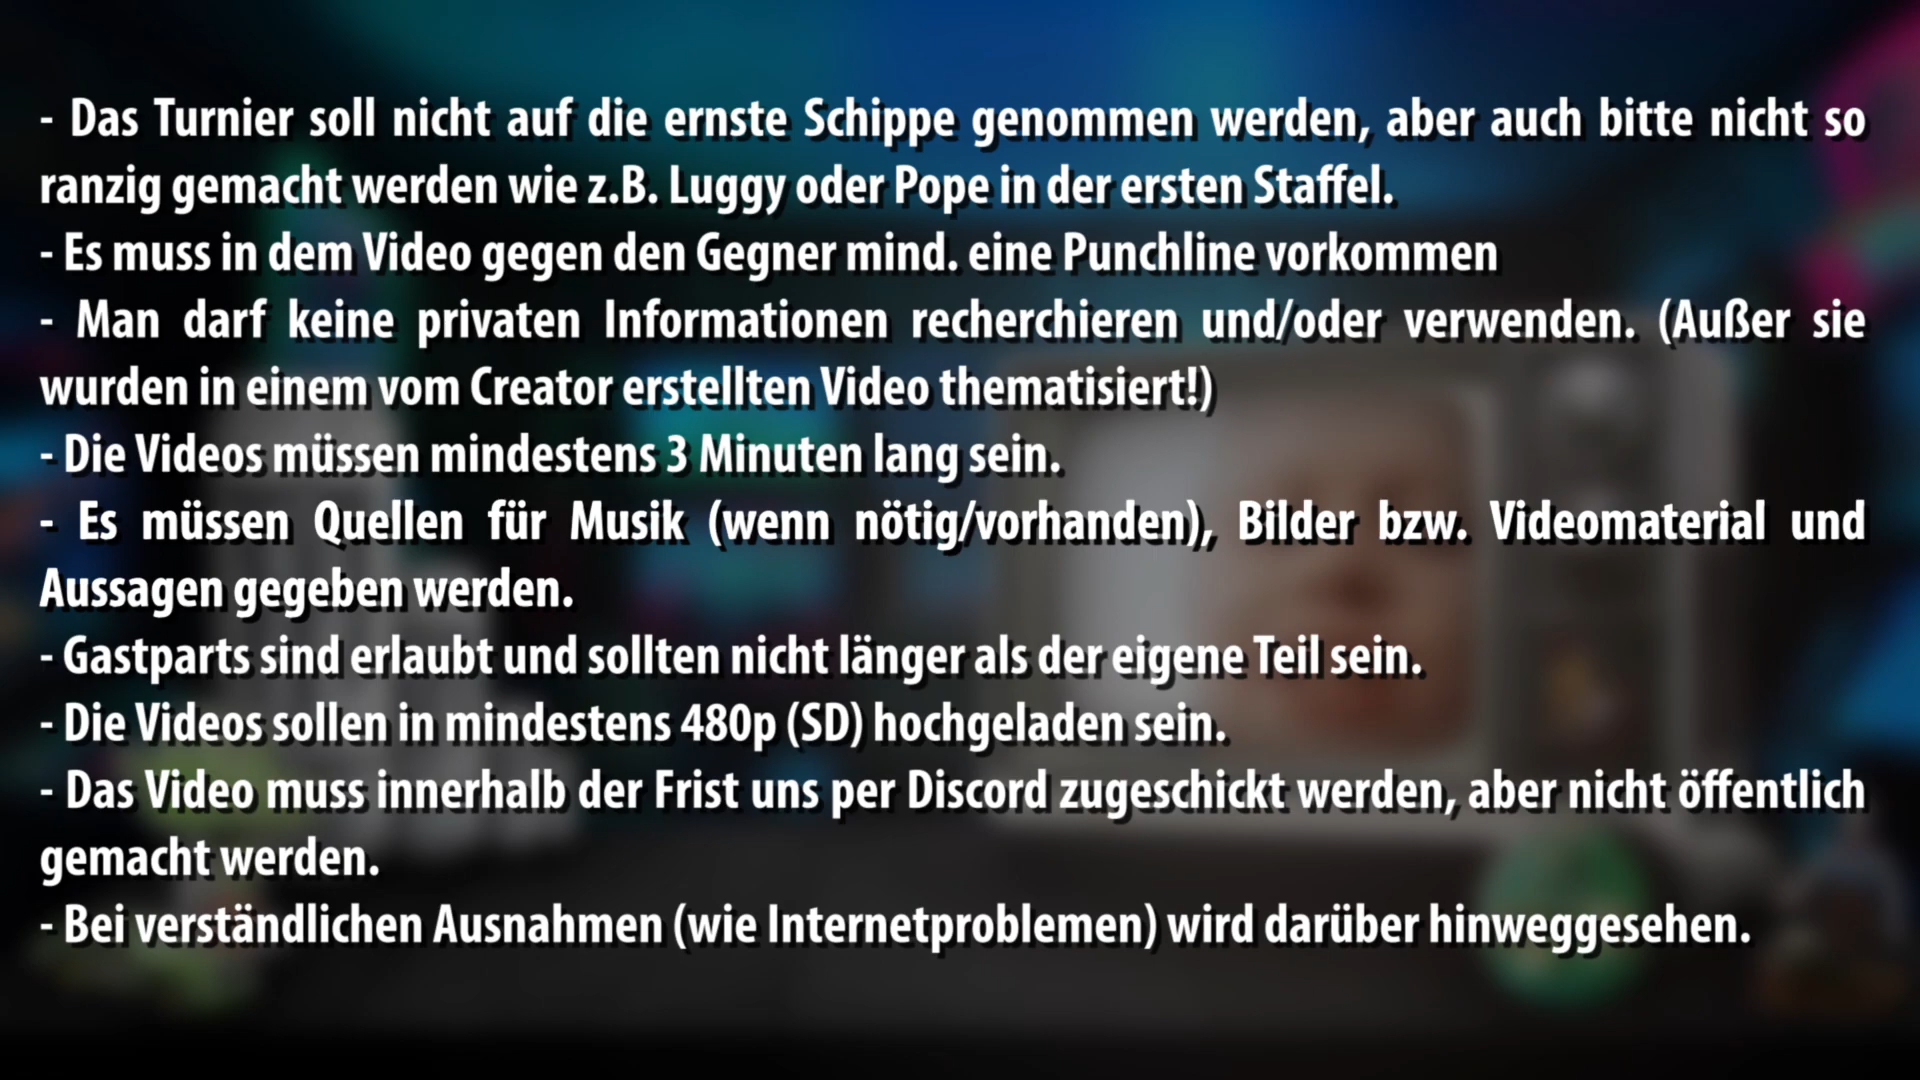 - Das Turnier soll nicht auf die ernste Schippe genommen werden, aber auch bitte nicht so
ranzig gemacht werden wie z.B. Luggy oder Pope in der ersten Staffel.
- Es muss in dem Video gegen den Gegner mind. eine Punchline vorkommen
- Man darf keine privaten Informationen recherchieren und/oder verwenden. (Außer sie
wurden in einem vom Creator erstellten Video thematisiert!)
- Die Videos müssen mindestens 3 Minuten lang sein.
- Es müssen Quellen für Musik (wenn nötig/vorhanden), Bilder bzw. Videomaterial und
Aussagen gegeben werden.
- Gastparts sind erlaubt und sollten nicht länger als der eigene Teil sein.
- Die Videos sollen in mindestens 480p (SD) hochgeladen sein.
- Das Video muss innerhalb der Frist uns per Discord zugeschickt werden, aber nicht öffentlich
gemacht werden.
- Bei verständlichen Ausnahmen (wie Internetproblemen) wird darüber hinweggesehen.